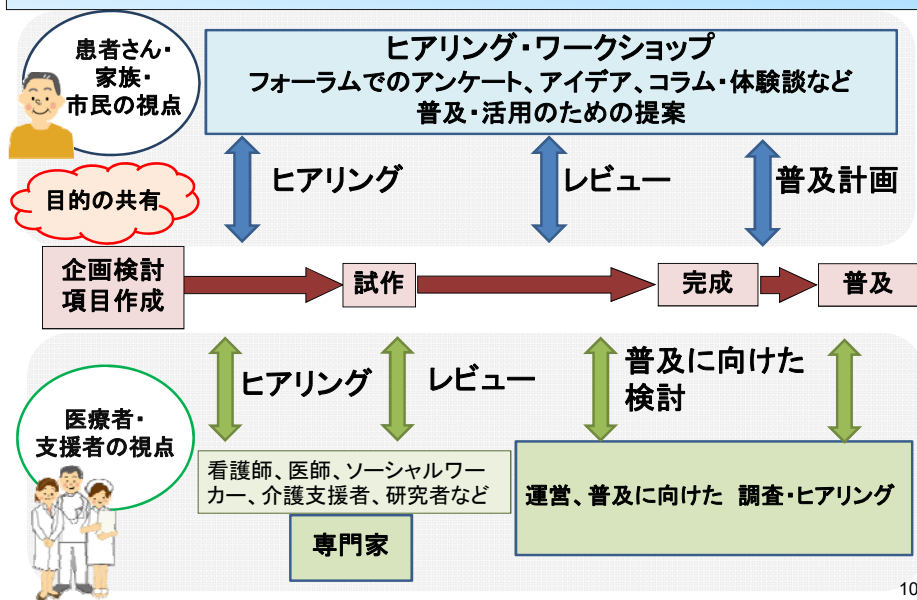 患者さん・
家族・
市民の視点
ヒアリング・ワークショップ
フォーラムでのアンケート、アイデア、コラム・体験談など
普及・活用のための提案
目的の共有
ヒアリング
レビュー
普及計画
企画検討
項目作成
試作
完成
普及
ヒアリング
レビュー
普及に向けた
検討
医療者・
支援者の視点
看護師、医師、ソーシャルワー
カー、介護支援者、研究者など
専門家
運営、普及に向けた 調査・ヒアリング
10